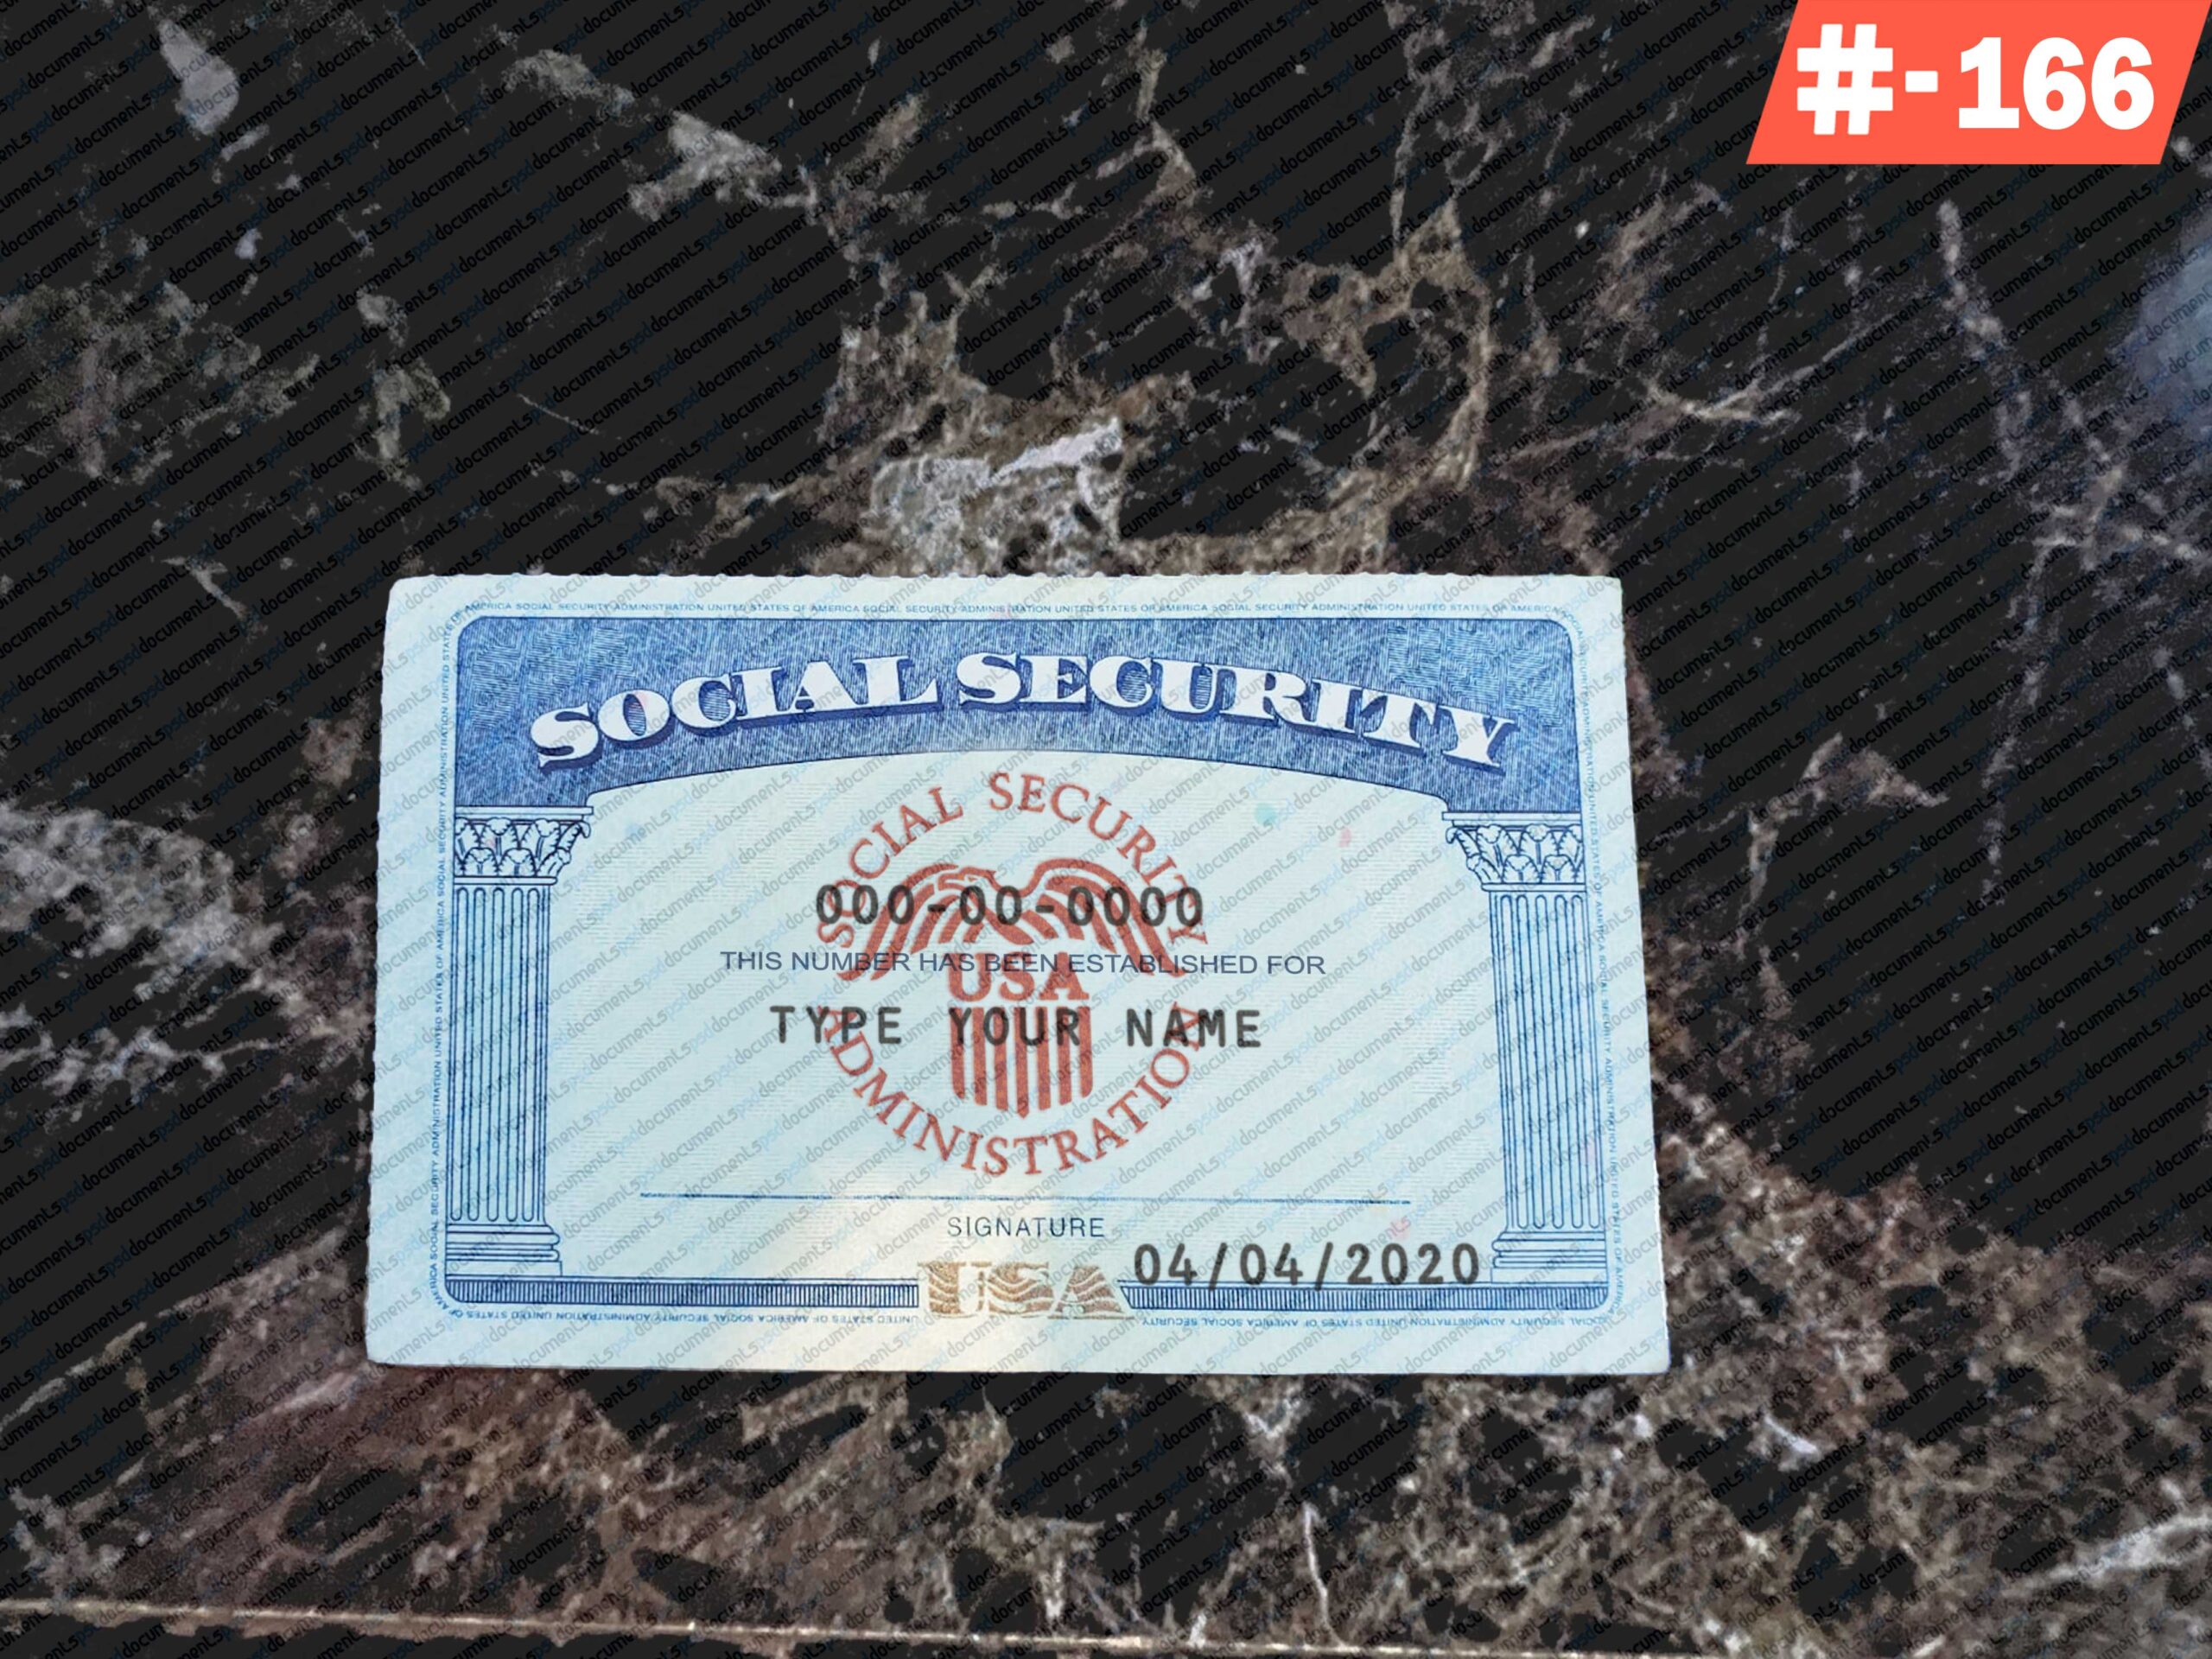 #-166
SOCIAL SECURITY
SOCIAL SECURITY
000-00-0000
THIS NUMBER HAS BEEN ESTABLISHED FOR
USA
TYPE YOUR NAME
ADMINISTRATION
SIGNATURE
04/04/2020
USA
psddocuments